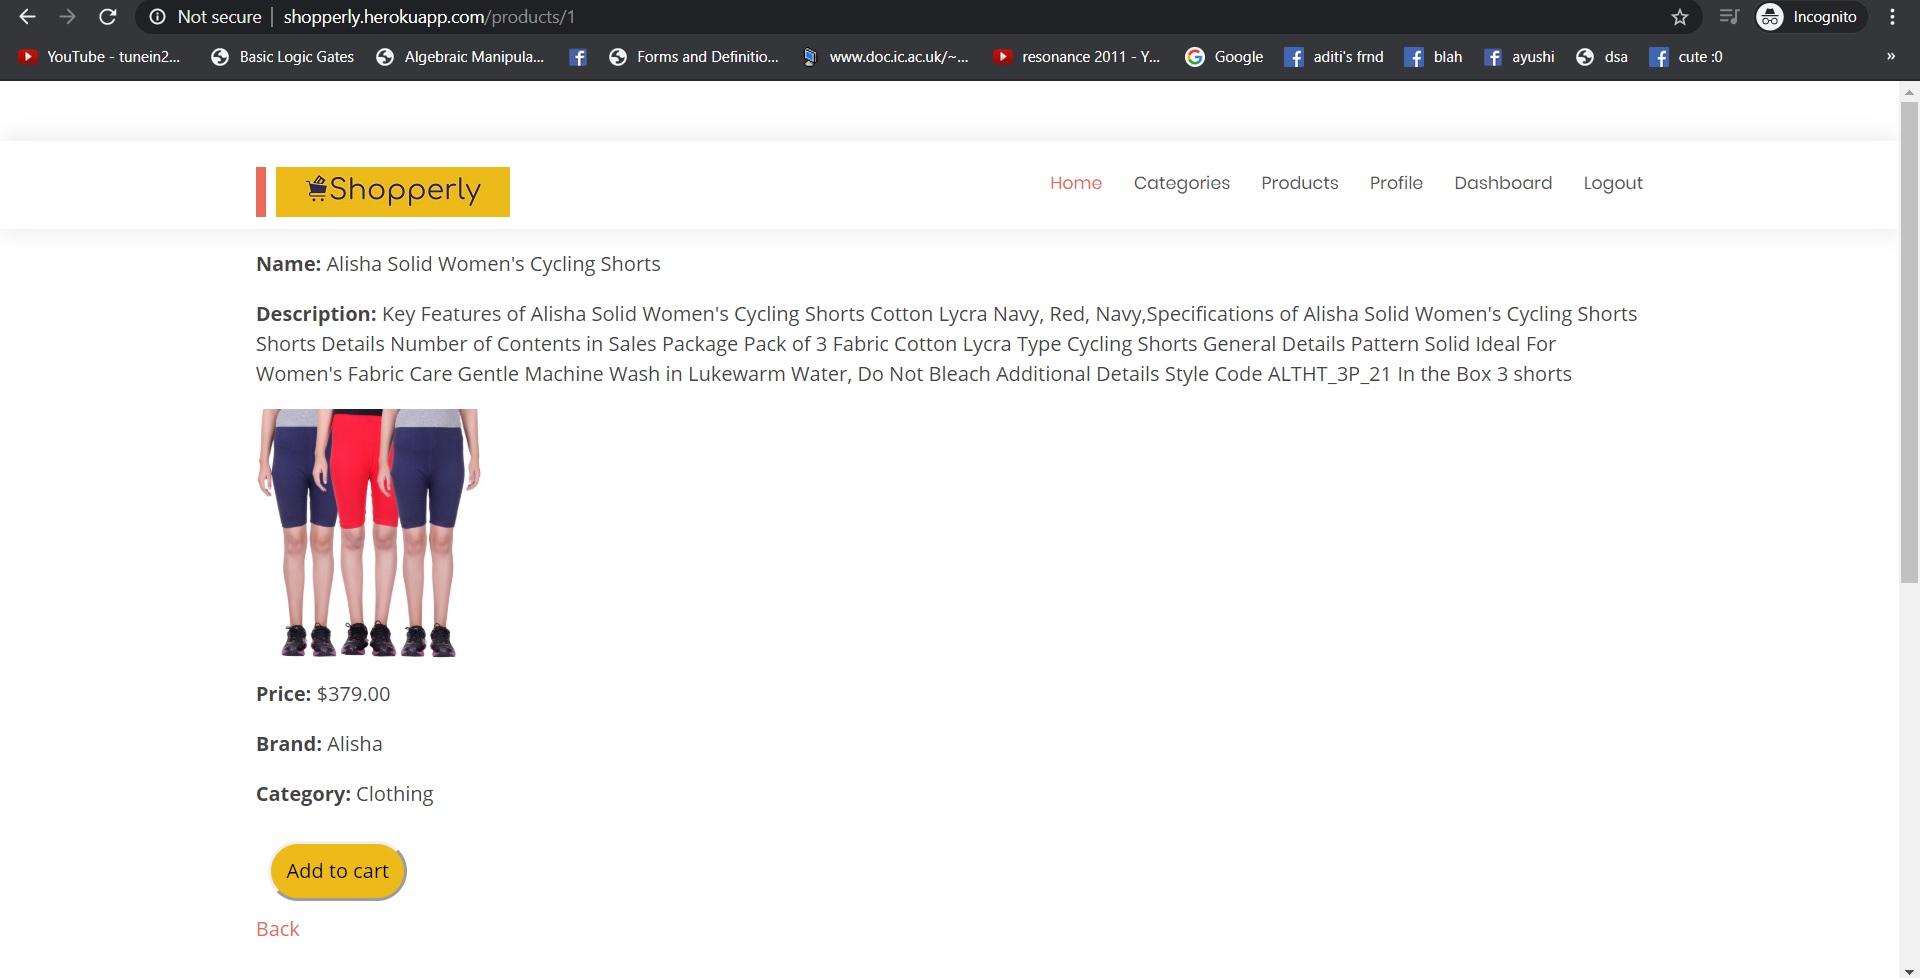 Not secure shopperly.herokuapp.com/products/1 Incognito
YouTube - tunein2... Basic Logic Gates Algebraic Manipula... Forms and Definitio... www.doc.ic.ac.uk/~... resonance 2011 - Y... Google aditi's frnd blah ayushi dsa cute :0 »
Shopperly Home Categories Products Profile Dashboard Logout
Name: Alisha Solid Women's Cycling Shorts
Description: Key Features of Alisha Solid Women's Cycling Shorts Cotton Lycra Navy, Red, Navy,Specifications of Alisha Solid Women's Cycling Shorts
Shorts Details Number of Contents in Sales Package Pack of 3 Fabric Cotton Lycra Type Cycling Shorts General Details Pattern Solid Ideal For
Women's Fabric Care Gentle Machine Wash in Lukewarm Water, Do Not Bleach Additional Details Style Code ALTHT_3P_21 In the Box 3 shorts
Price: $379.00
Brand: Alisha
Category: Clothing
Add to cart
Back